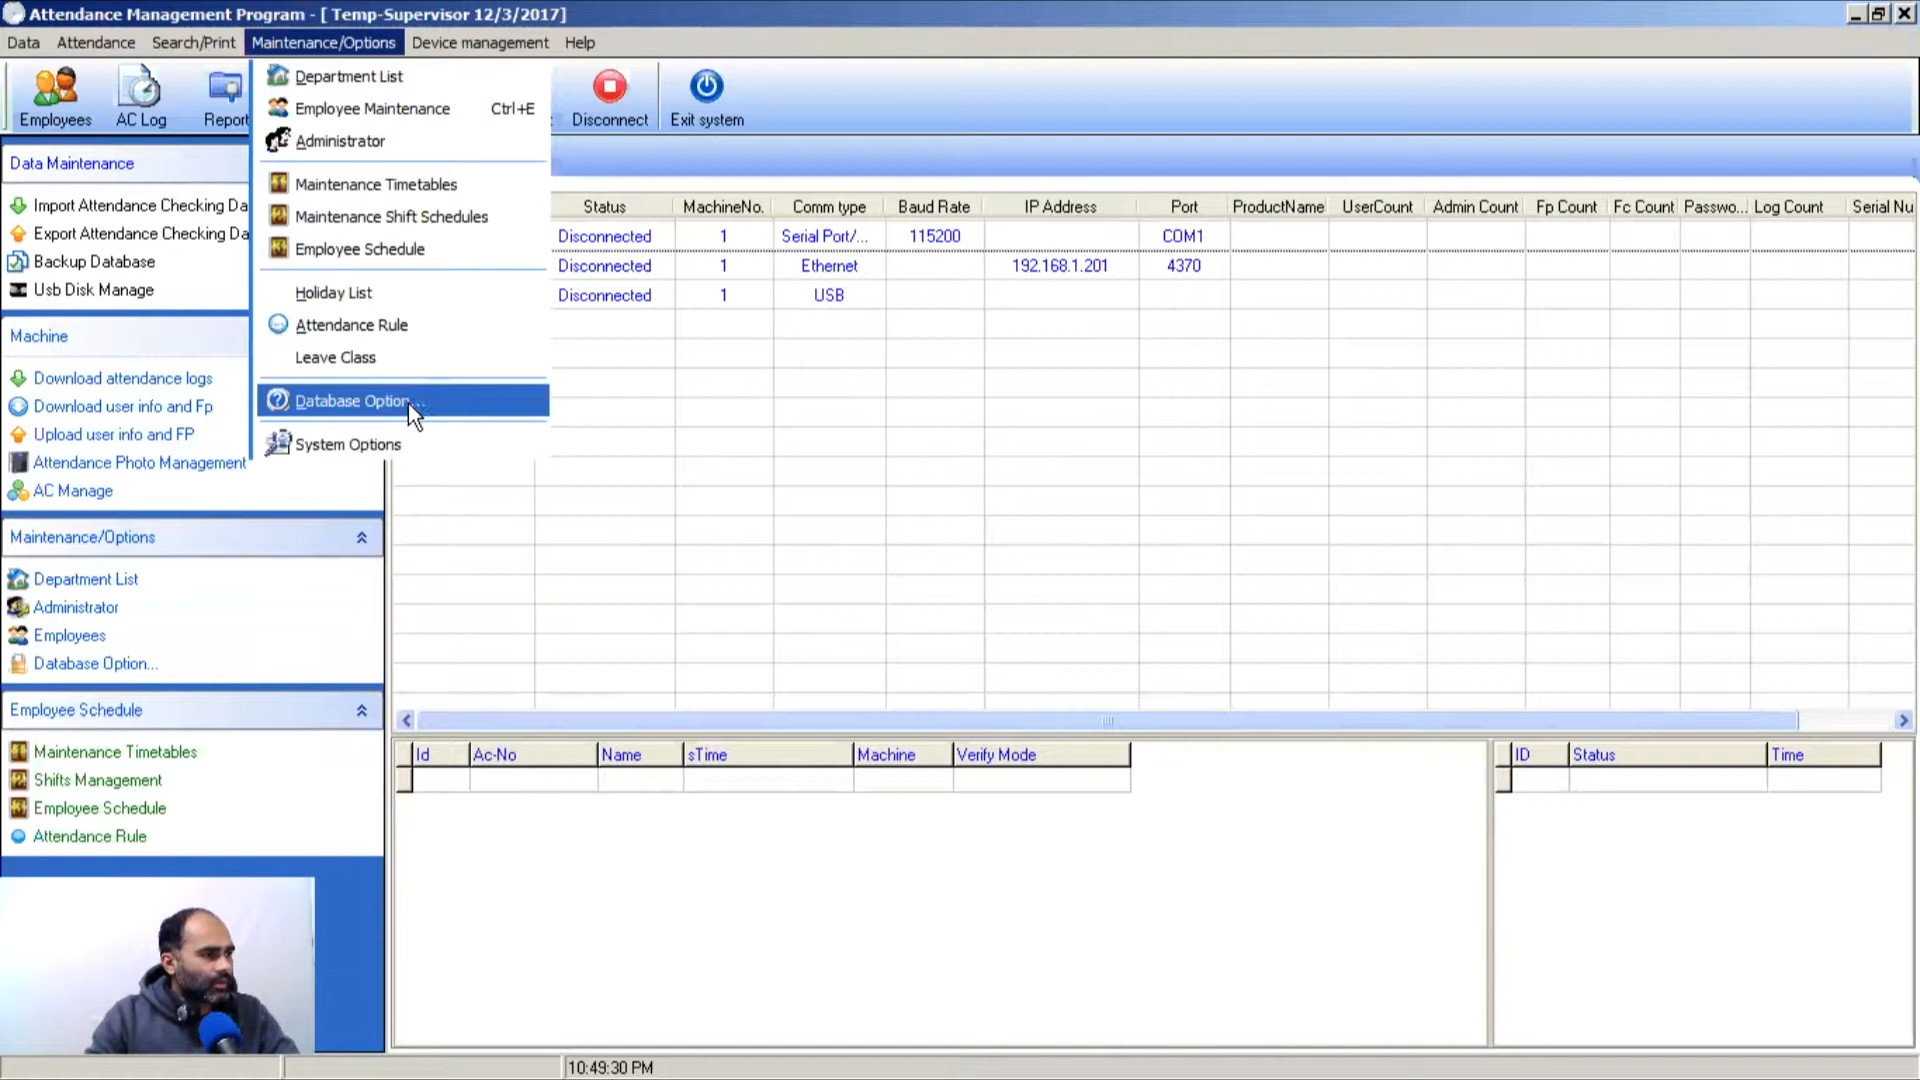 Attendance Management Program - [ Temp-Supervisor 12/3/2017]
Data Attendance Search/Print Maintenance/Options Device management Help
Employees AC Log Report Disconnect Exit system
Department List
Employee Maintenance Ctrl+E
Administrator
Maintenance Timetables
Maintenance Shift Schedules
Employee Schedule
Holiday List
Attendance Rule
Leave Class
Database Option...
System Options
Data Maintenance
Import Attendance Checking Da
Export Attendance Checking Da
Backup Database
Usb Disk Manage
Machine
Download attendance logs
Download user info and Fp
Upload user info and FP
Attendance Photo Management
AC Manage
Maintenance/Options
Department List
Administrator
Employees
Database Option...
Employee Schedule
Maintenance Timetables
Shifts Management
Employee Schedule
Attendance Rule
Status MachineNo. Comm type Baud Rate IP Address Port ProductName UserCount Admin Count Fp Count Fc Count Passwo... Log Count Serial Nu
Disconnected 1 Serial Port/... 115200 COM1
Disconnected 1 Ethernet 192.168.1.201 4370
Disconnected 1 USB
Id Ac-No Name sTime Machine Verify Mode
ID Status Time
10:49:30 PM